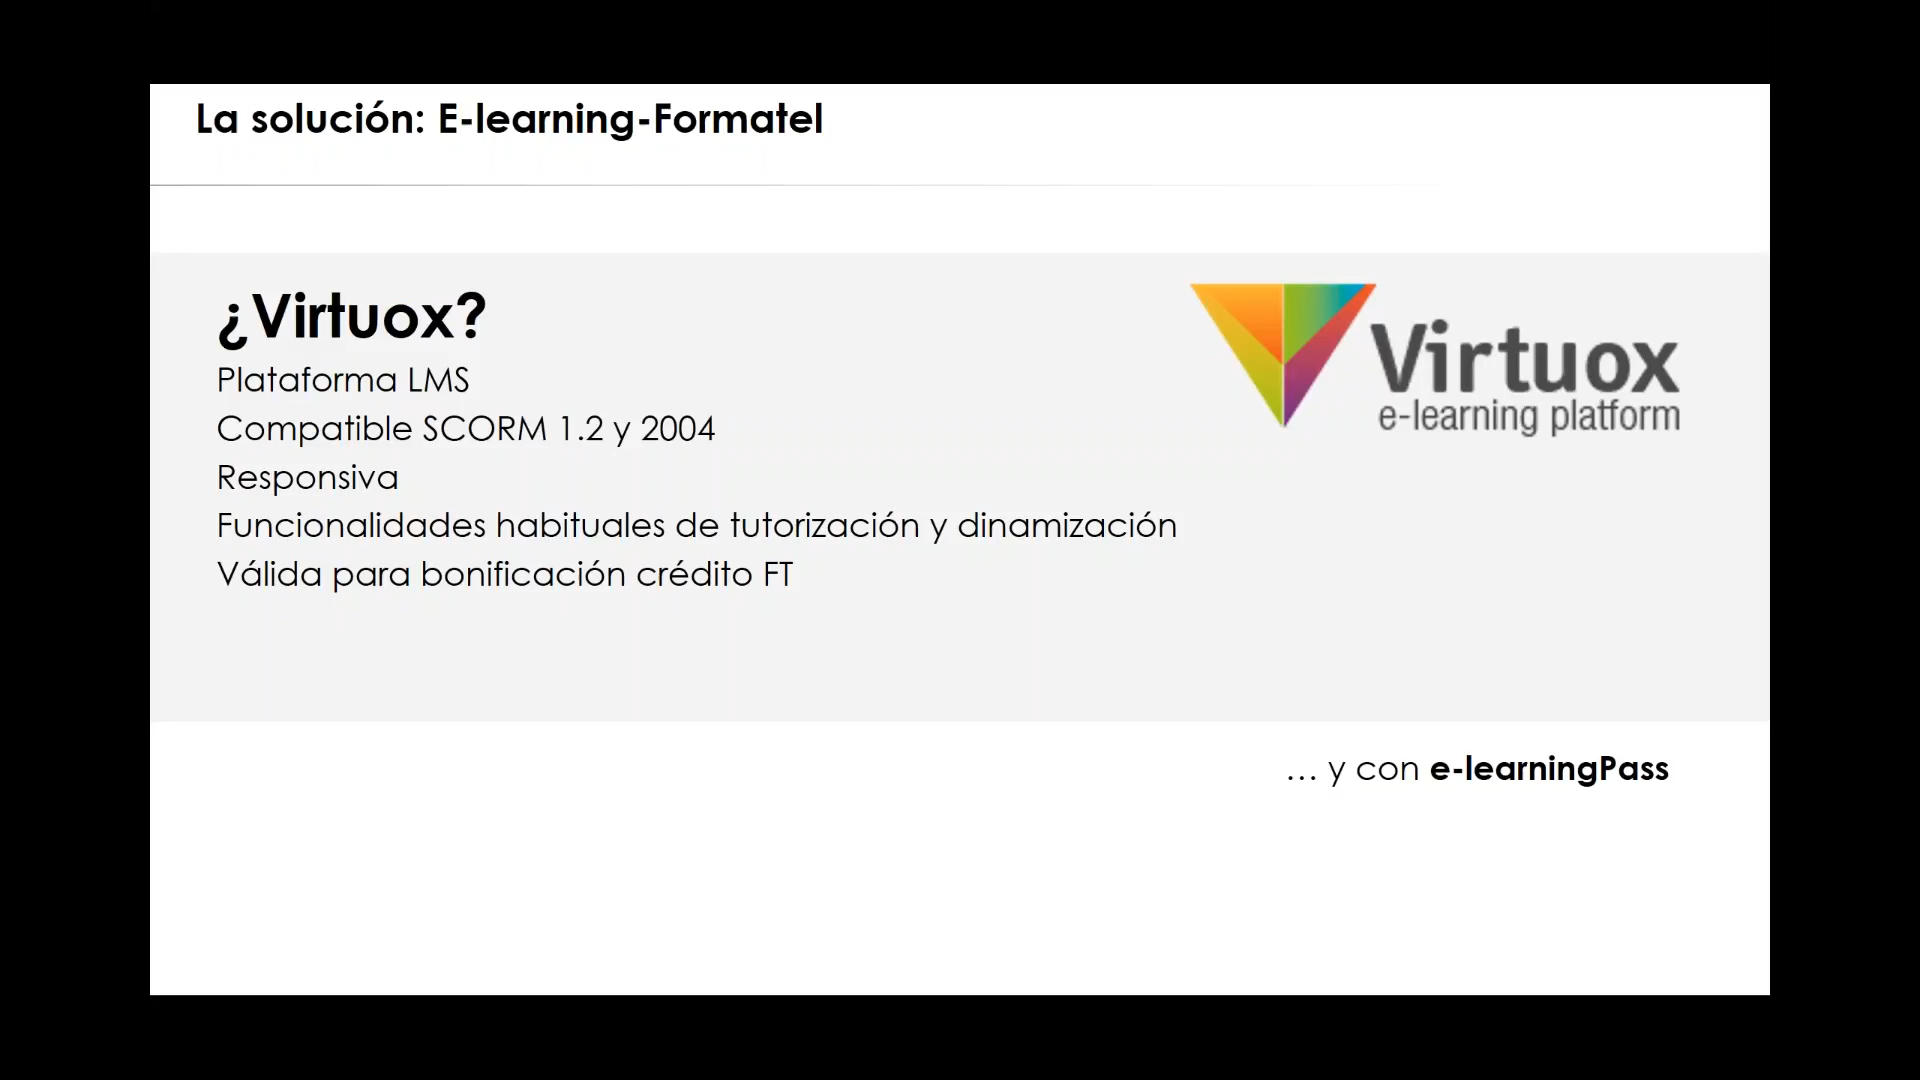 La solución: E-learning-Formatel
¿Virtuox?
Plataforma LMS
Compatible SCORM 1.2 y 2004
Responsiva
Funcionalidades habituales de tutorización y dinamización
Válida para bonificación crédito FT
Virtuox
e-learning platform
... y con e-learningPass